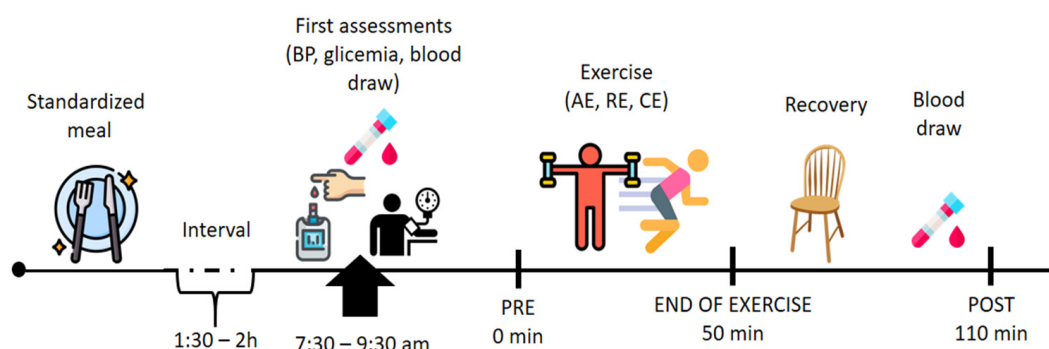 Standardized
meal
Interval
1:30 – 2h
First assessments
(BP, glicemia, blood
draw)
7:30 – 9:30 am
PRE
0 min
Exercise
(AE, RE, CE)
END OF EXERCISE
50 min
Recovery
Blood
draw
POST
110 min